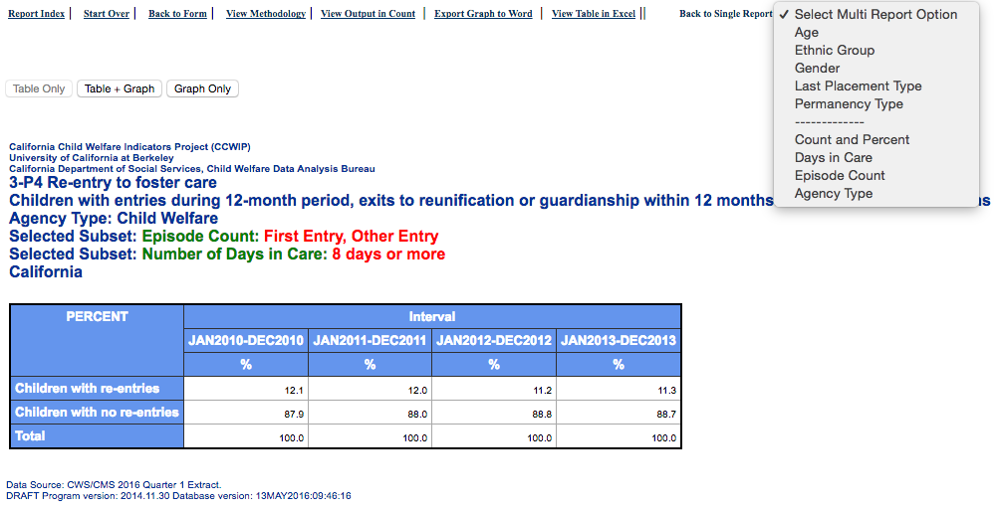 Report Index | Start Over | Back to Form | View Methodology | View Output in Count | Export Graph to Word | View Table in Excel || Back to Single Report
✓ Select Multi Report Option
Age
Ethnic Group
Gender
Last Placement Type
Permanency Type
-------------
Count and Percent
Days in Care
Episode Count
Agency Type
Table Only Table + Graph Graph Only
California Child Welfare Indicators Project (CCWIP)
University of California at Berkeley
California Department of Social Services, Child Welfare Data Analysis Bureau
3-P4 Re-entry to foster care
Children with entries during 12-month period, exits to reunification or guardianship within 12 months
Agency Type: Child Welfare
Selected Subset: Episode Count: First Entry, Other Entry
Selected Subset: Number of Days in Care: 8 days or more
California
PERCENT Interval
JAN2010-DEC2010 JAN2011-DEC2011 JAN2012-DEC2012 JAN2013-DEC2013
% % % %
Children with re-entries 12.1 12.0 11.2 11.3
Children with no re-entries 87.9 88.0 88.8 88.7
Total 100.0 100.0 100.0 100.0
Data Source: CWS/CMS 2016 Quarter 1 Extract.
DRAFT Program version: 2014.11.30 Database version: 13MAY2016:09:46:16